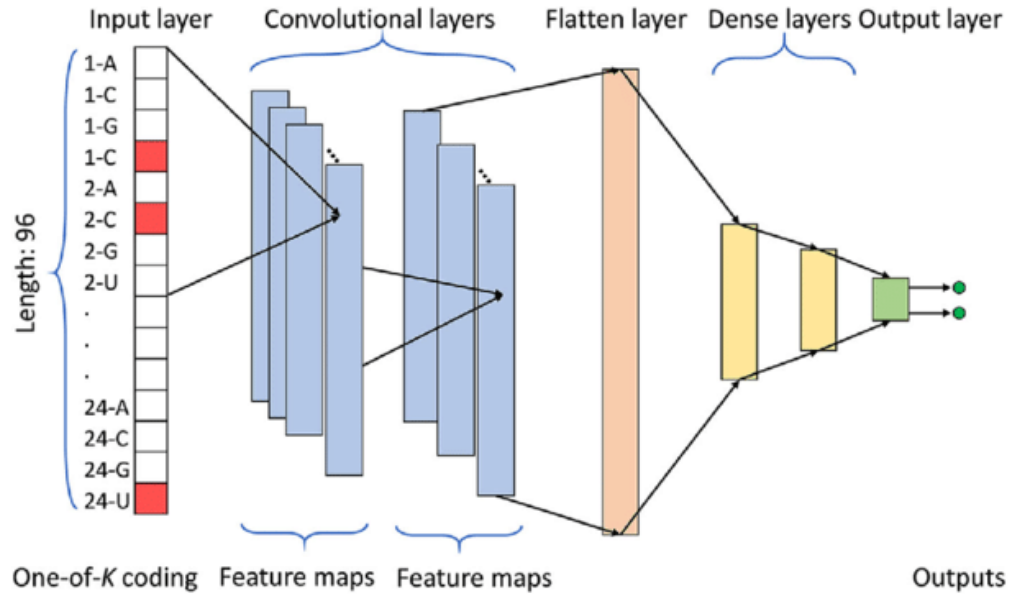 Input layer
Convolutional layers
Flatten layer
Dense layers
Output layer
Length: 96
1-A
1-C
1-G
1-C
2-A
2-C
2-G
2-U
.
.
.
24-A
24-C
24-G
24-U
One-of-K coding
Feature maps
Feature maps
Outputs